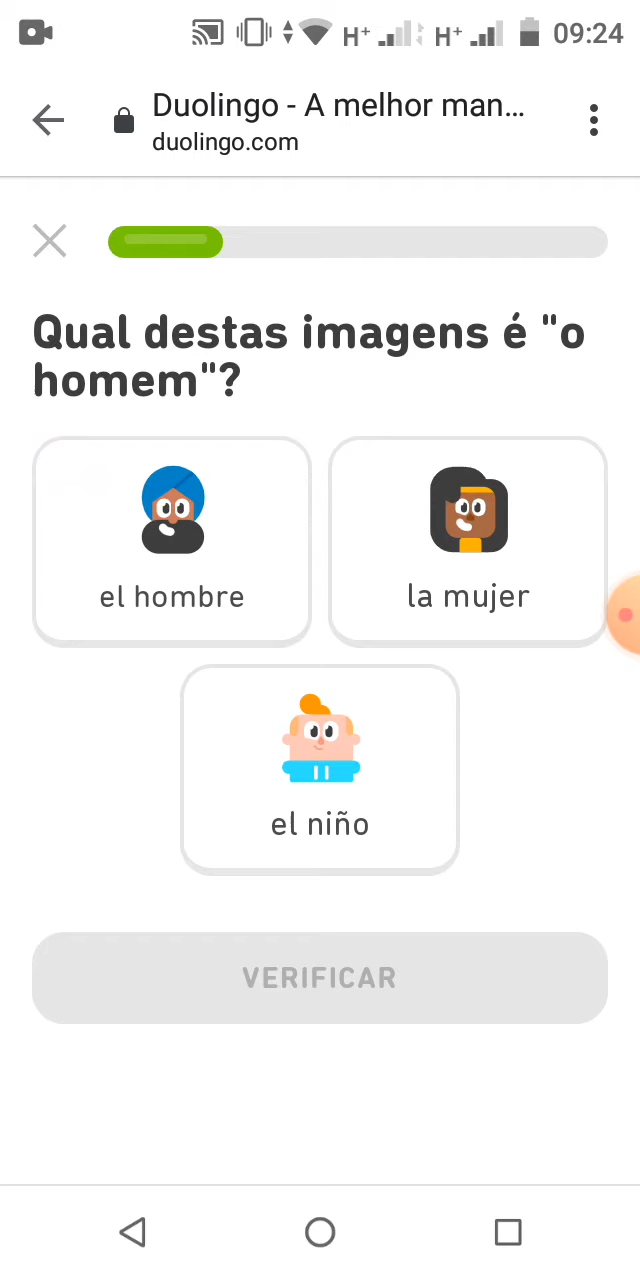 H+ H+ 09:24
Duolingo - A melhor man...
duolingo.com
Qual destas imagens é "o
homem"?
el hombre
la mujer
el niño
VERIFICAR